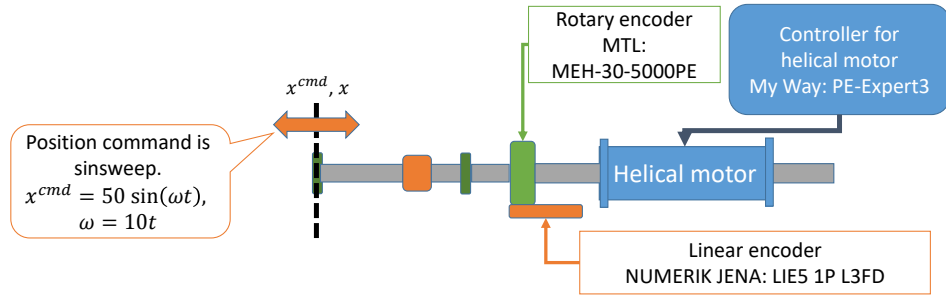 Rotary encoder
MTL:
MEH-30-5000PE
Controller for
helical motor
My Way: PE-Expert3
x^{cmd}, x
Position command is
sinsweep.
x^{cmd} = 50 sin(ωt),
ω = 10t
Helical motor
Linear encoder
NUMERIK JENA: LIE5 1P L3FD